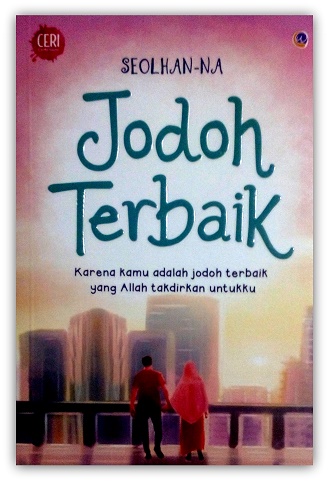 CERI
SEOLHAN-NA
Jodoh
Terbaik
Karena kamu adalah jodoh terbaik
yang Allah takdirkan untukku